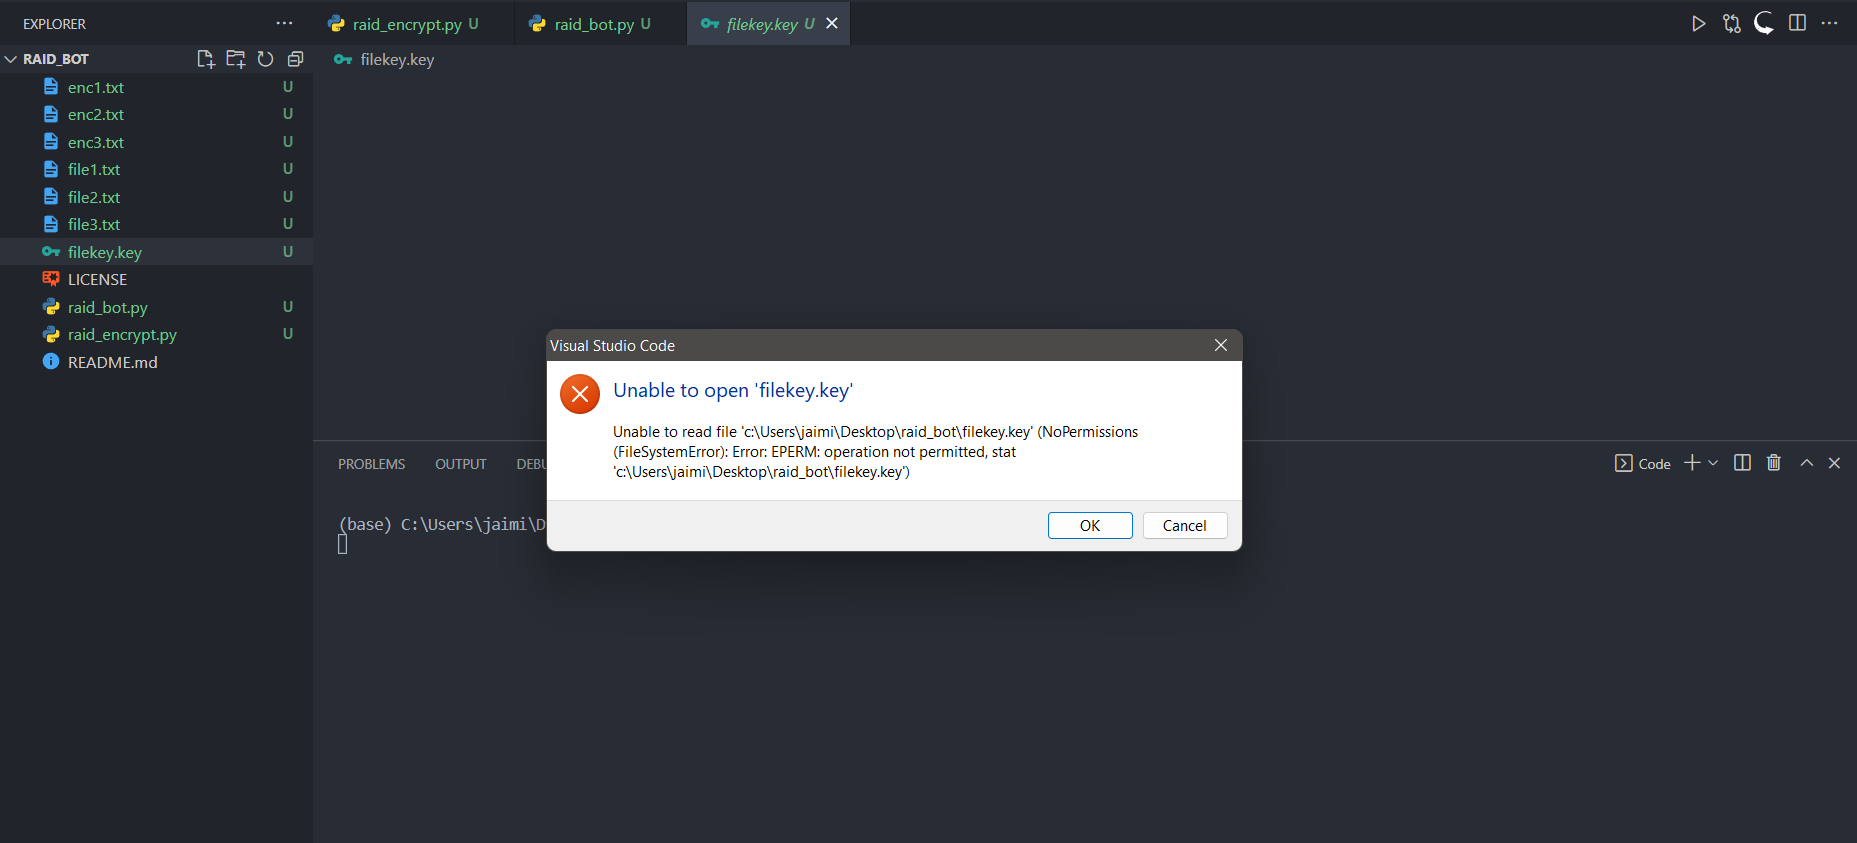 EXPLORER
RAID_BOT
enc1.txt U
enc2.txt U
enc3.txt U
file1.txt U
file2.txt U
file3.txt U
filekey.key U
LICENSE
raid_bot.py U
raid_encrypt.py U
README.md
raid_encrypt.py U
raid_bot.py U
filekey.key U
filekey.key
Visual Studio Code
Unable to open 'filekey.key'
Unable to read file 'c:\Users\jaimi\Desktop\raid_bot\filekey.key' (NoPermissions
(FileSystemError): Error: EPERM: operation not permitted, stat
'c:\Users\jaimi\Desktop\raid_bot\filekey.key')
OK Cancel
PROBLEMS OUTPUT DEBU
Code
(base) C:\Users\jaimi\D